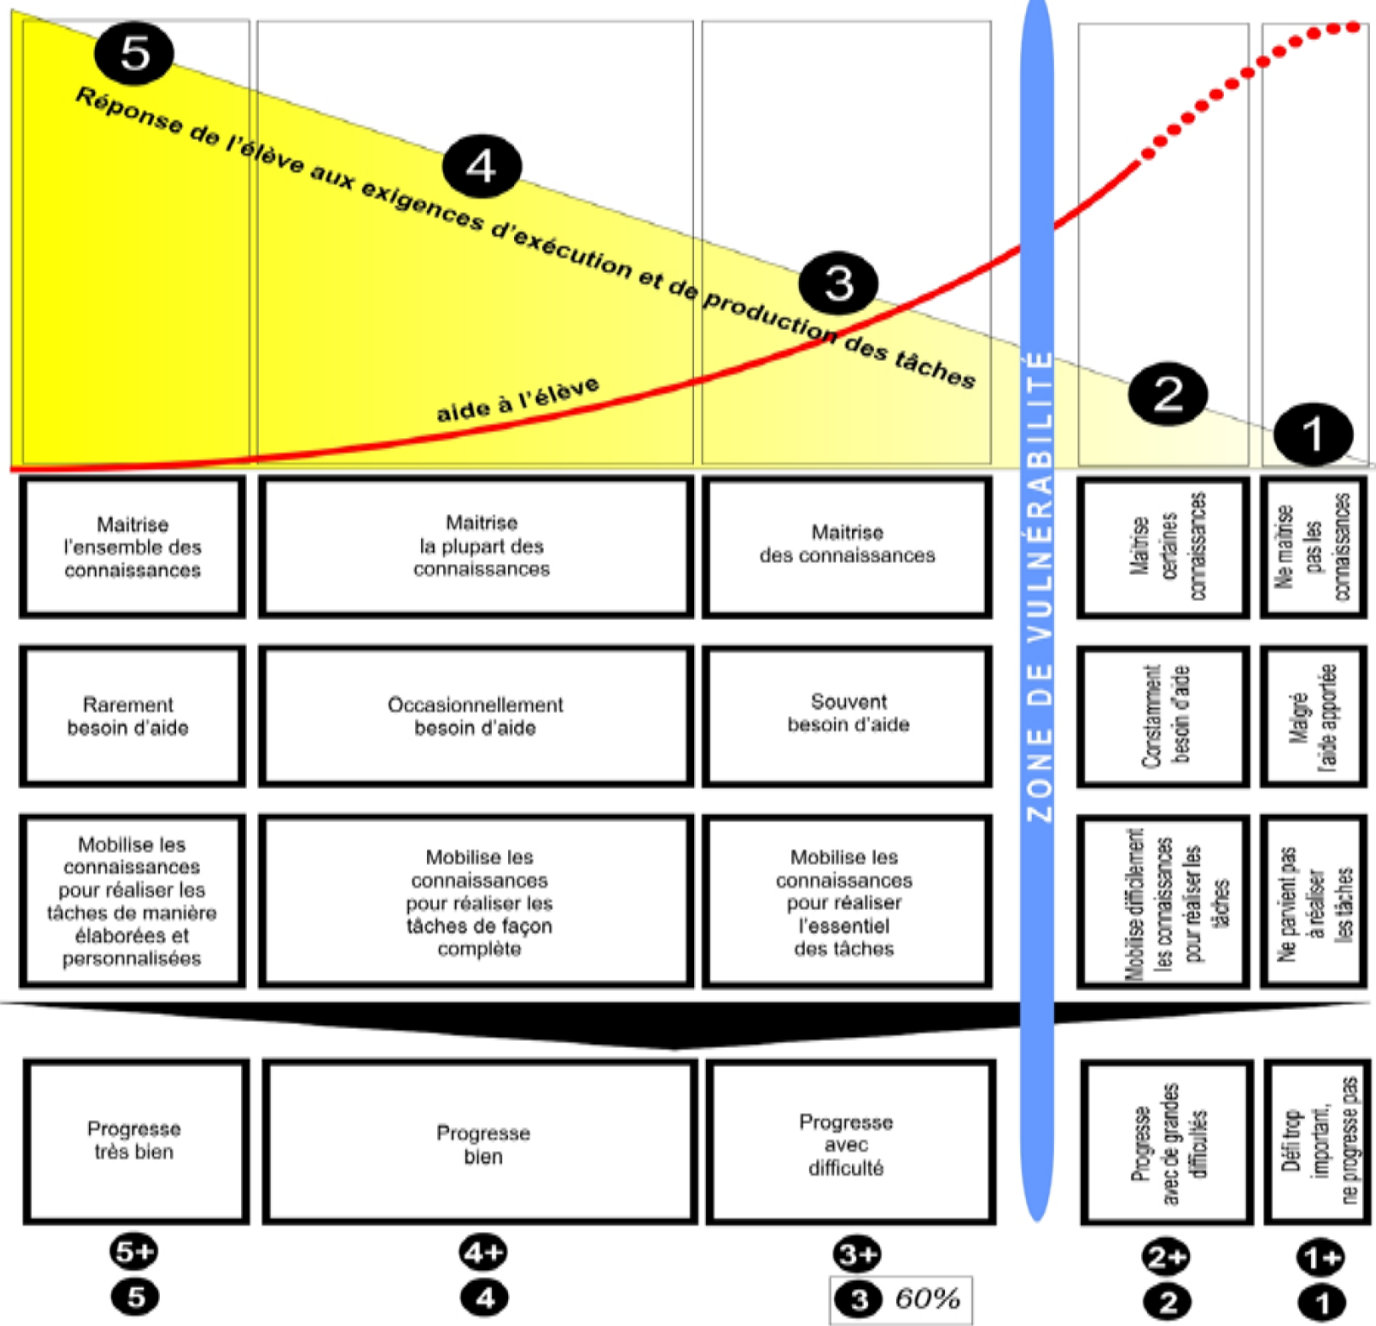 5
Réponse de l'élève aux exigences d'exécution et de production des tâches
4
3
aide à l'élève
2
1
ZONE DE VULNÉRABILITÉ
Maitrise
l'ensemble des
connaissances
Maitrise
la plupart des
connaissances
Maitrise
des connaissances
Maîtrise
certaines
connaissances
Ne maîtrise
pas les
connaissances
Rarement
besoin d'aide
Occasionnellement
besoin d'aide
Souvent
besoin d'aide
Constamment
besoin d'aide
Malgré
l'aide apportée
Mobilise les
connaissances
pour réaliser les
tâches de manière
élaborées et
personnalisées
Mobilise les
connaissances
pour réaliser les
tâches de façon
complète
Mobilise les
connaissances
pour réaliser
l'essentiel
des tâches
Mobilise difficilement
les connaissances
pour réaliser les
tâches
Ne parvient pas
à réaliser
les tâches
Progresse
très bien
Progresse
bien
Progresse
avec
difficulté
Progresse
avec de grandes
difficultés
Défi trop
important,
ne progresse pas
5+
4+
3+
2+
1+
5
4
3 60%
2
1